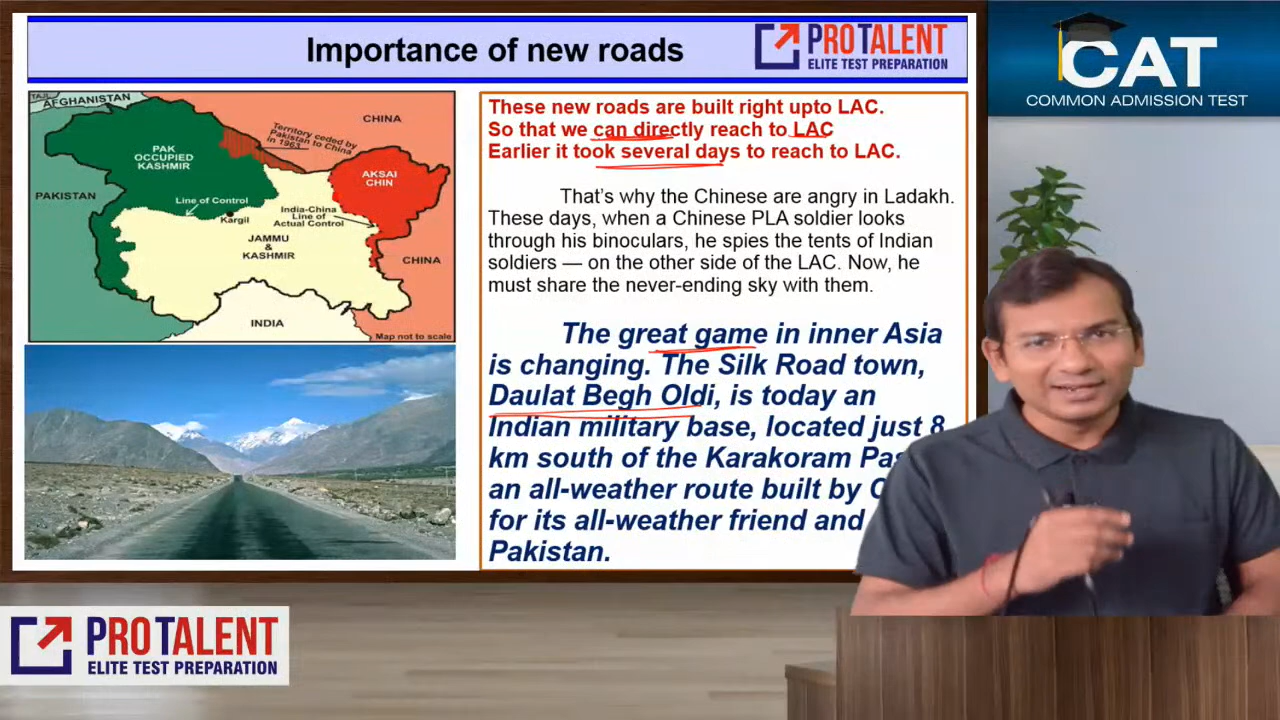 Importance of new roads
PROTALENT
ELITE TEST PREPARATION
CAT
COMMON ADMISSION TEST
AFGHANISTAN
CHINA
Territory ceded by
Pakistan to China
in 1963
PAK
OCCUPIED
KASHMIR
AKSAI
CHIN
PAKISTAN
Line of Control
Kargil
India-China
Line of
Actual Control
JAMMU
&
KASHMIR
CHINA
INDIA
Map not to scale
These new roads are built right upto LAC.
So that we can directly reach to LAC
Earlier it took several days to reach to LAC.
That's why the Chinese are angry in Ladakh.
These days, when a Chinese PLA soldier looks
through his binoculars, he spies the tents of Indian
soldiers — on the other side of the LAC. Now, he
must share the never-ending sky with them.
The great game in inner Asia
is changing. The Silk Road town,
Daulat Begh Oldi, is today an
Indian military base, located just 8
km south of the Karakoram
an all-weather route built by
for its all-weather friend and
Pakistan.
PROTALENT
ELITE TEST PREPARATION